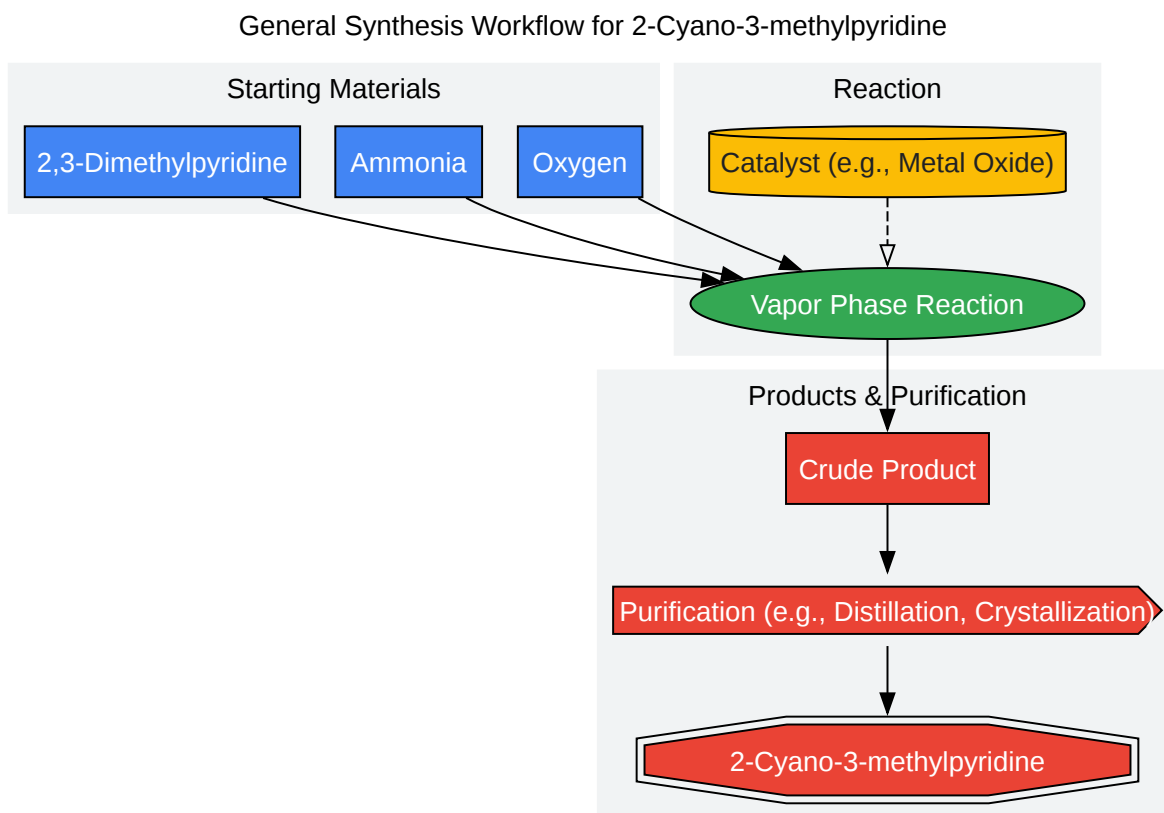 General Synthesis Workflow for 2-Cyano-3-methylpyridine
Starting Materials
2,3-Dimethylpyridine
Ammonia
Oxygen
Reaction
Catalyst (e.g., Metal Oxide)
Vapor Phase Reaction
Products & Purification
Crude Product
Purification (e.g., Distillation, Crystallization)
2-Cyano-3-methylpyridine